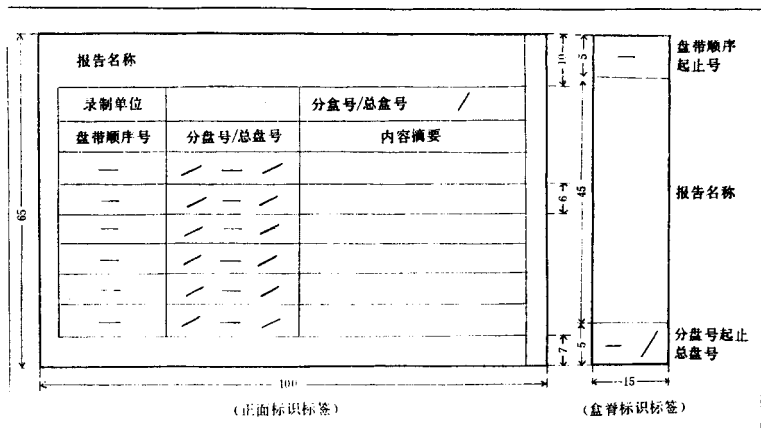 报告名称
录制单位 分盒号/总盒号 /
盘带顺序号 分盘号/总盘号 内容摘要
— / — /
— / — /
— / — /
— / — /
— / — /
— / — /
65
100
10
6
7
(正面标识标签)
5
—
盘带顺序
起止号
45
报告名称
5
— /
分盘号起止
总盘号
15
(盒脊标识标签)